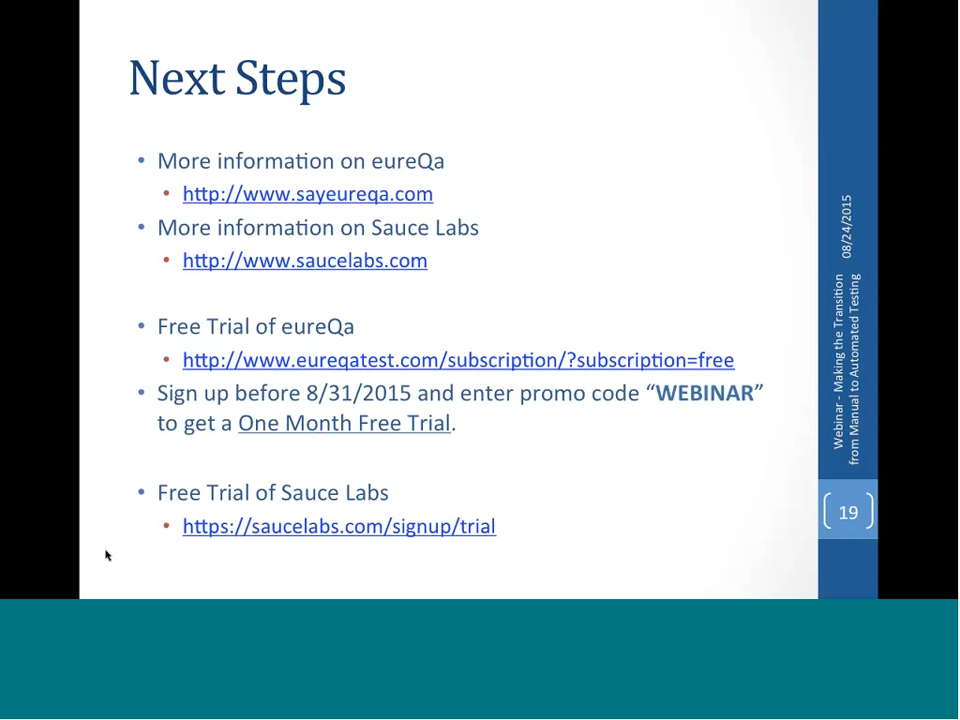 Next Steps
• More information on eureQa
• http://www.sayeureqa.com
• More information on Sauce Labs
• http://www.saucelabs.com
• Free Trial of eureQa
• http://www.eureqatest.com/subscription/?subscription=free
• Sign up before 8/31/2015 and enter promo code “WEBINAR”
to get a One Month Free Trial.
• Free Trial of Sauce Labs
• https://saucelabs.com/signup/trial
08/24/2015
Webinar - Making the Transition
from Manual to Automated Testing
19